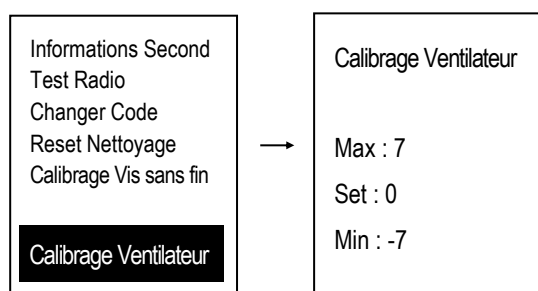 Informations Second
Test Radio
Changer Code
Reset Nettoyage
Calibrage Vis sans fin
Calibrage Ventilateur
Calibrage Ventilateur
Max : 7
Set : 0
Min : -7